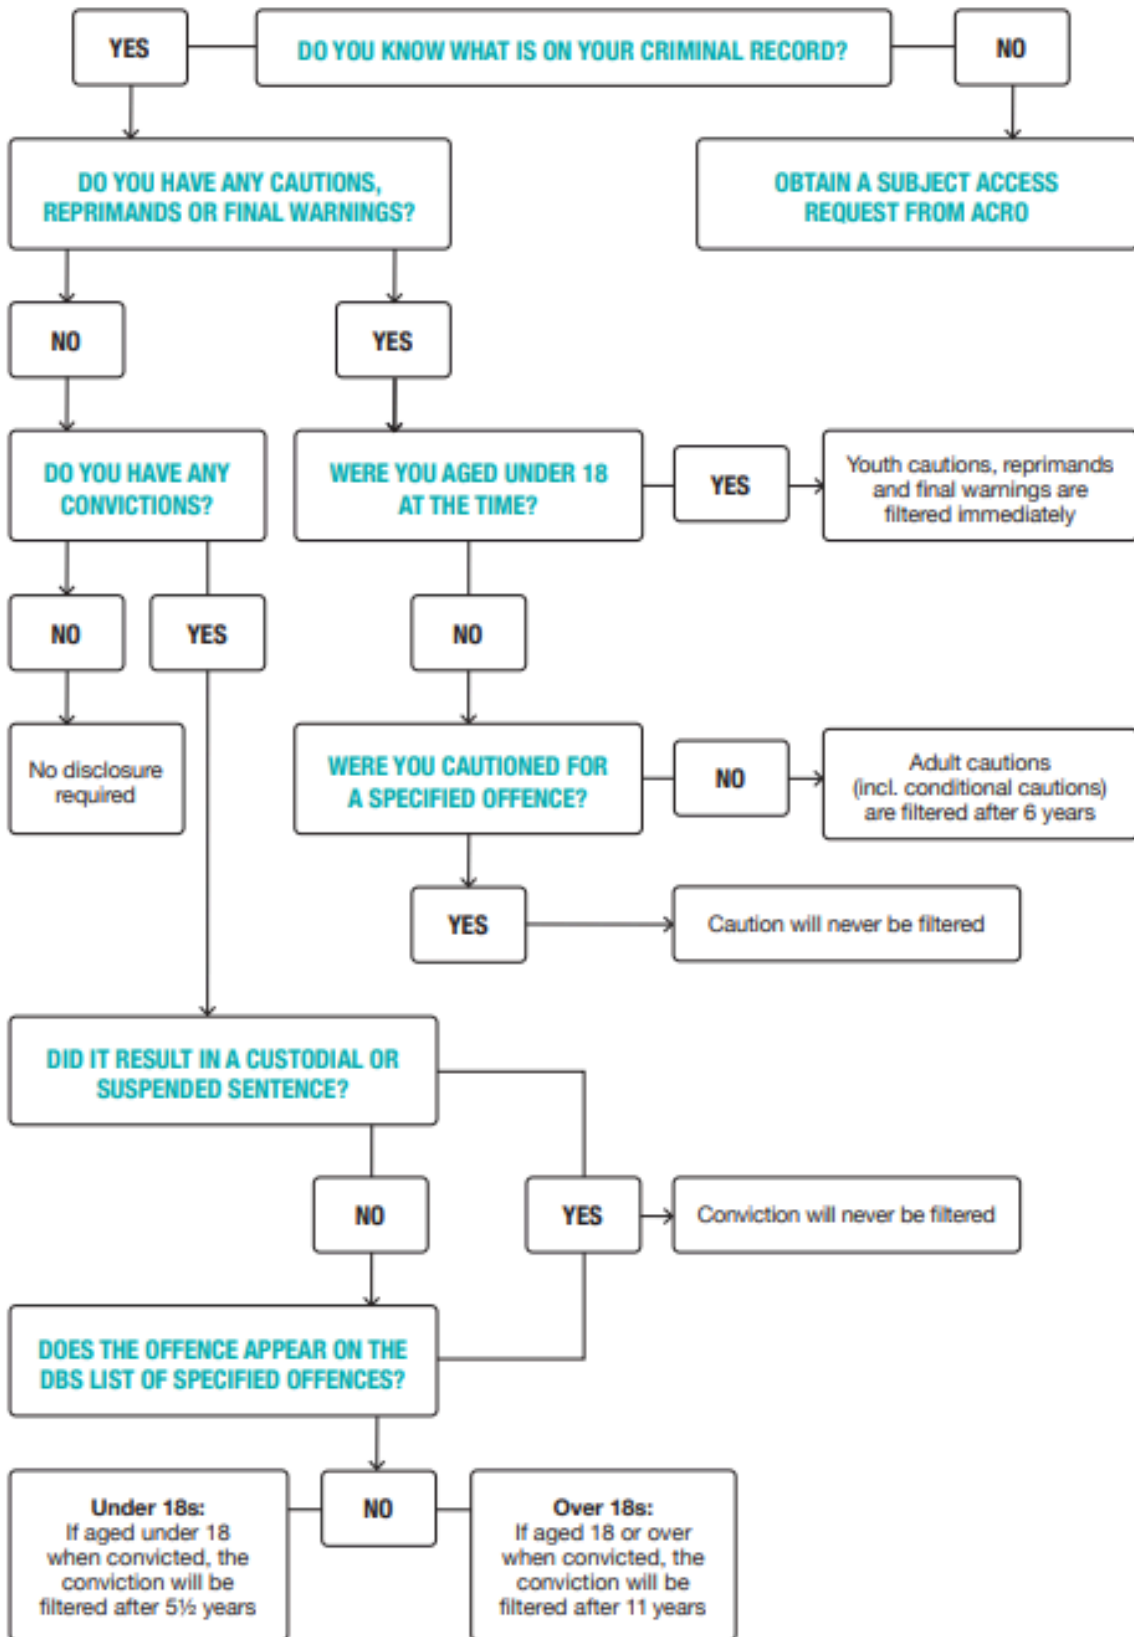 YES
DO YOU KNOW WHAT IS ON YOUR CRIMINAL RECORD?
NO
DO YOU HAVE ANY CAUTIONS,
REPRIMANDS OR FINAL WARNINGS?
OBTAIN A SUBJECT ACCESS
REQUEST FROM ACRO
NO
YES
DO YOU HAVE ANY
CONVICTIONS?
WERE YOU AGED UNDER 18
AT THE TIME?
YES
Youth cautions, reprimands
and final warnings are
filtered immediately
NO
YES
NO
No disclosure
required
WERE YOU CAUTIONED FOR
A SPECIFIED OFFENCE?
NO
Adult cautions
(incl. conditional cautions)
are filtered after 6 years
YES
Caution will never be filtered
DID IT RESULT IN A CUSTODIAL OR
SUSPENDED SENTENCE?
NO
YES
Conviction will never be filtered
DOES THE OFFENCE APPEAR ON THE
DBS LIST OF SPECIFIED OFFENCES?
Under 18s:
If aged under 18
when convicted, the
conviction will be
filtered after 5½ years
NO
Over 18s:
If aged 18 or over
when convicted, the
conviction will be
filtered after 11 years